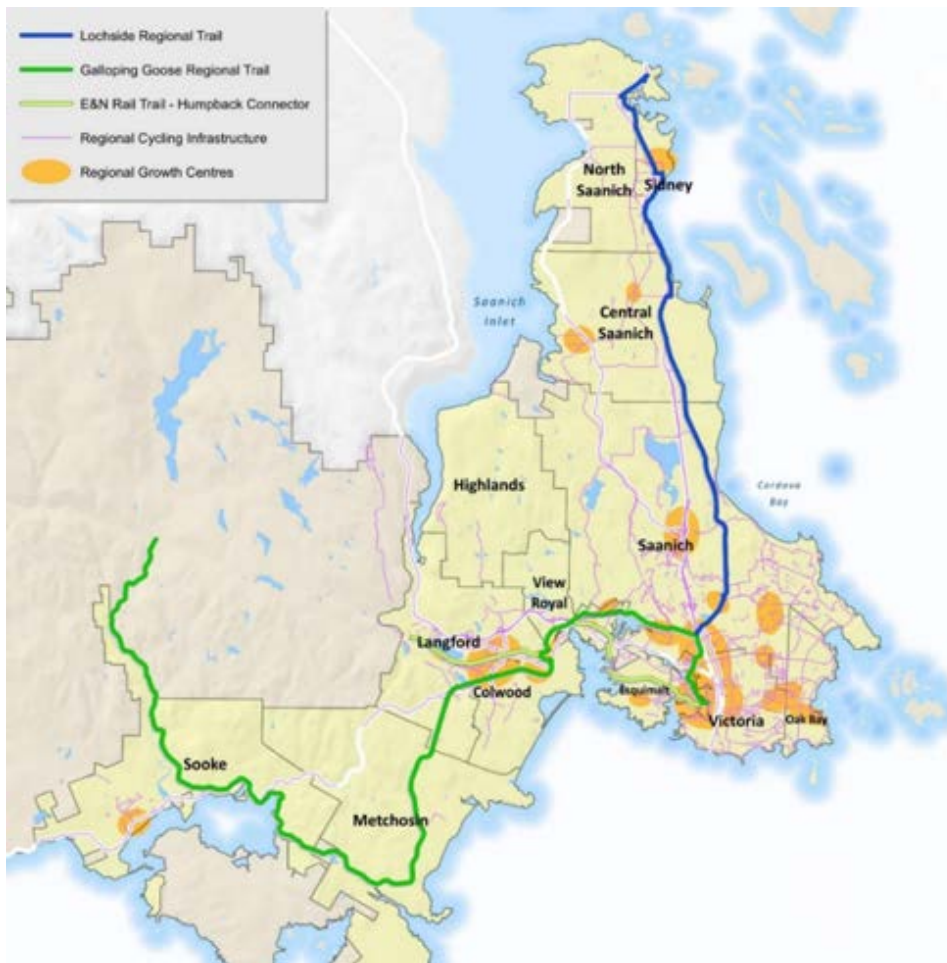 Lochside Regional Trail
Galloping Goose Regional Trail
E&N Rail Trail - Humpback Connector
Regional Cycling Infrastructure
Regional Growth Centres
North
Saanich
Sidney
Saanich
Inlet
Central
Saanich
Highlands
Cordova
Bay
Saanich
View
Royal
Langford
Colwood
Esquimalt
Victoria
Oak Bay
Sooke
Metchosin